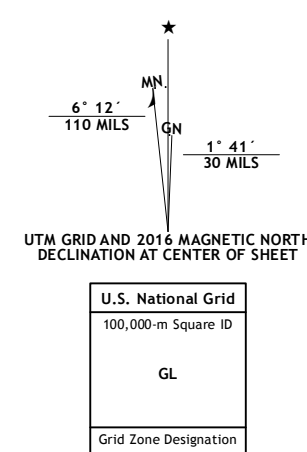 ★
MN
GN
6° 12´
110 MILS
1° 41´
30 MILS
UTM GRID AND 2016 MAGNETIC NORTH
DECLINATION AT CENTER OF SHEET
U.S. National Grid
100,000-m Square ID
GL
Grid Zone Designation